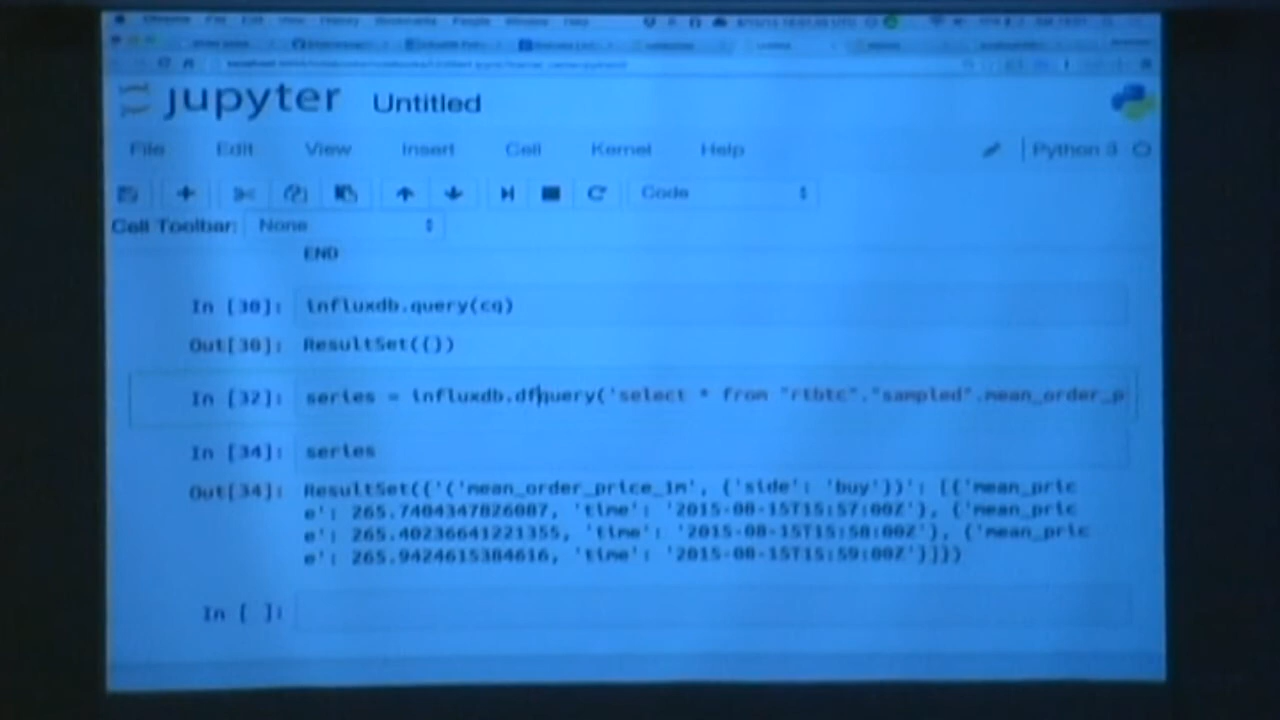 jupyter Untitled
File Edit View Insert Cell Kernel Help Python 3
Code
Cell Toolbar: None
END
In [30]: influxdb.query(cq)
Out[30]: ResultSet({})
In [32]: series = influxdb.dfquery('select * from "rtbtc"."sampled".mean_order_p
In [34]: series
Out[34]: ResultSet({'('mean_order_price_1m', {'side': 'buy'})': [{'mean_pric
e': 265.7404347826087, 'time': '2015-08-15T15:57:00Z'}, {'mean_pric
e': 265.40236641221355, 'time': '2015-08-15T15:58:00Z'}, {'mean_pric
e': 265.9424615384616, 'time': '2015-08-15T15:59:00Z'}]})
In [ ]: